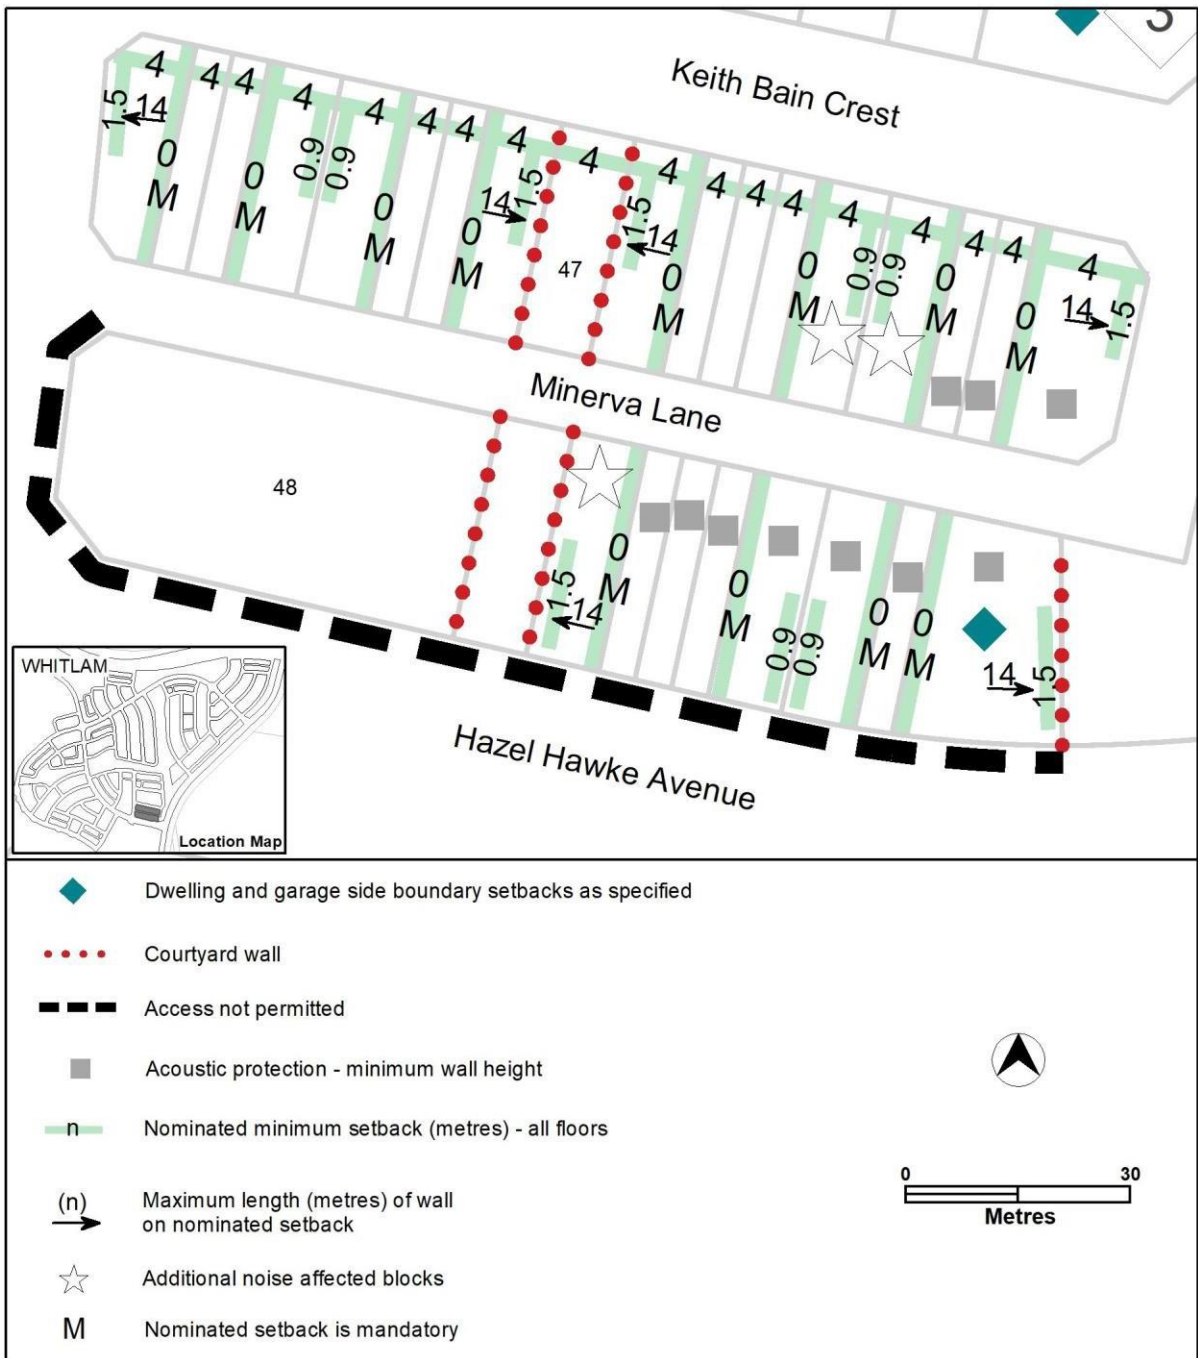 3
Keith Bain Crest
4 4 4 4 4 4 4 4 4 4 4 4 4 4 4 4 4 4
1.5
14
0 M
0 M
0.9
0.9
0 M
0 M
14
1.5
47
1.5
14
0 M
0 M
0.9
0.9
0 M
0 M
14
1.5
Minerva Lane
48
1.5
14
0 M
0 M
0.9
0.9
0 M
0 M
14
1.5
Hazel Hawke Avenue
WHITLAM
Location Map
Dwelling and garage side boundary setbacks as specified
Courtyard wall
Access not permitted
Acoustic protection - minimum wall height
n
Nominated minimum setback (metres) - all floors
(n)
Maximum length (metres) of wall
on nominated setback
Additional noise affected blocks
M
Nominated setback is mandatory
0 30
Metres